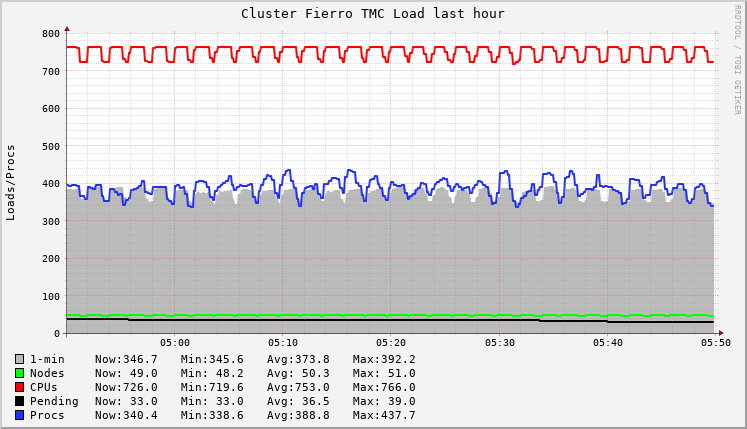 Cluster Fierro TMC Load last hour
RRDTOOL / TOBI OETIKER
Loads/Procs
800
700
600
500
400
300
200
100
0
05:00 05:10 05:20 05:30 05:40 05:50
1-min Now:346.7 Min:345.6 Avg:373.8 Max:392.2
Nodes Now: 49.0 Min: 48.2 Avg: 50.3 Max: 51.0
CPUs Now:726.0 Min:719.6 Avg:753.0 Max:766.0
Pending Now: 33.0 Min: 33.0 Avg: 36.5 Max: 39.0
Procs Now:340.4 Min:338.6 Avg:388.8 Max:437.7